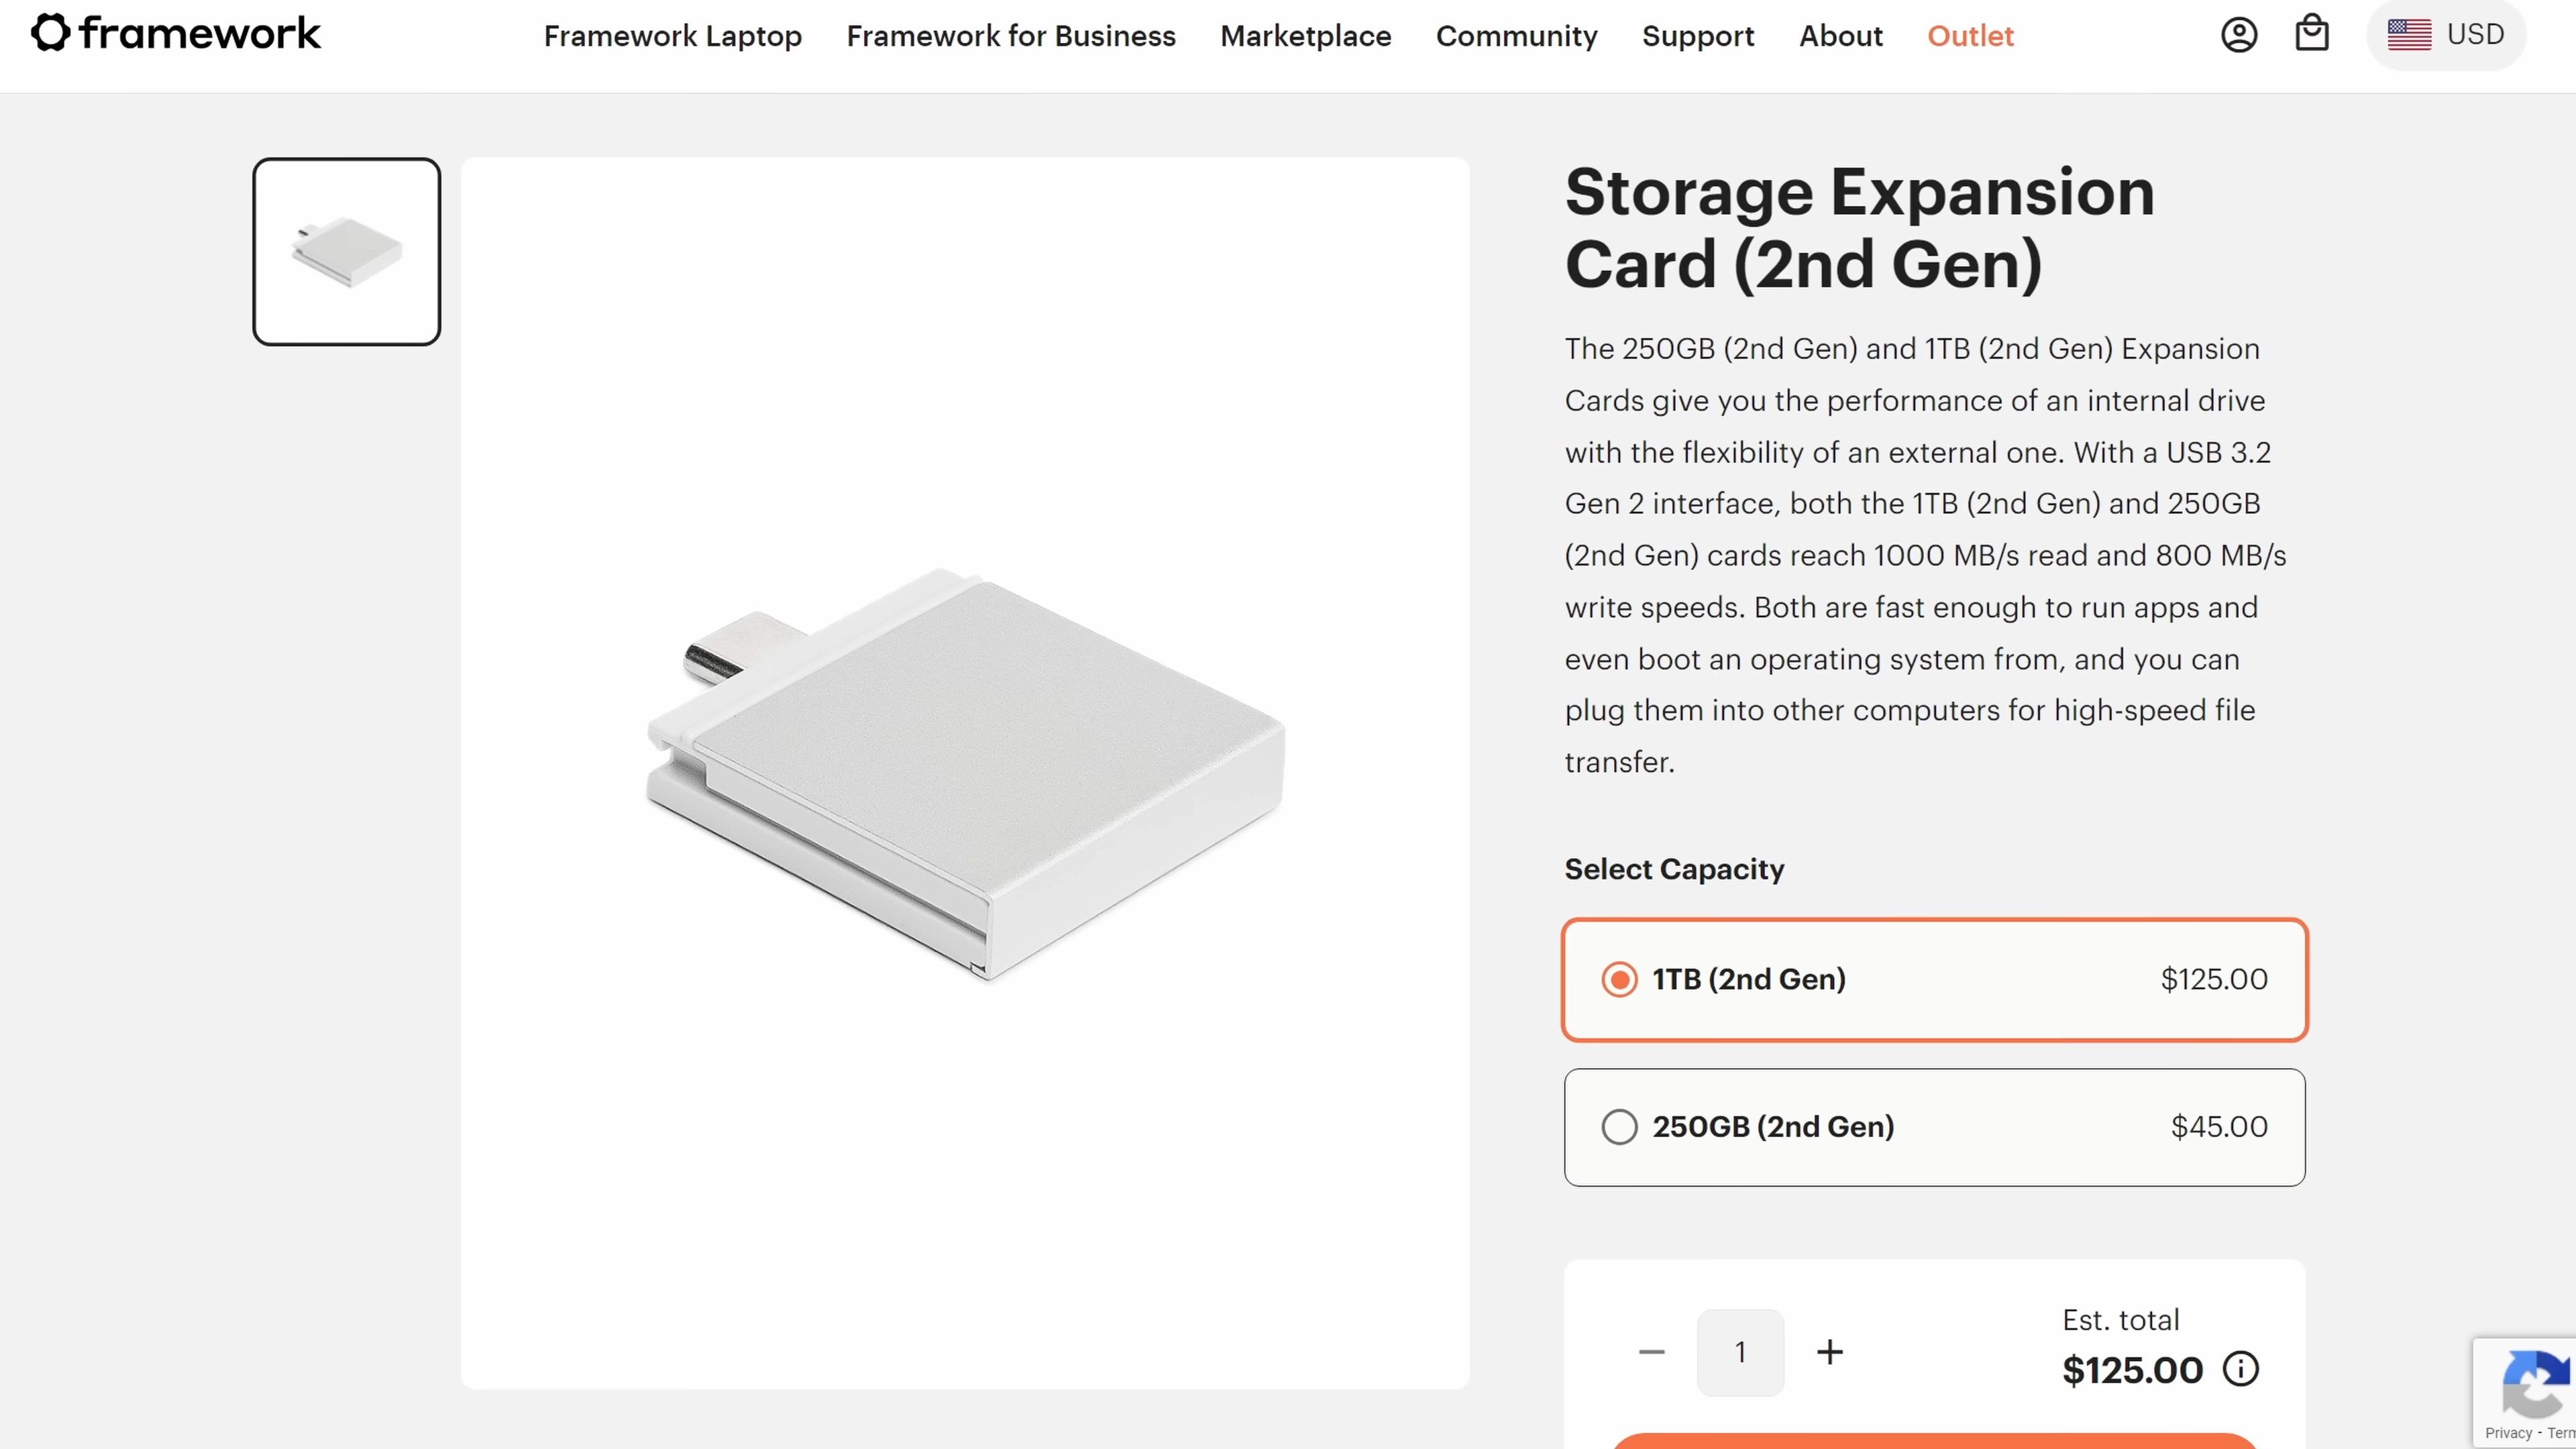 framework
Framework Laptop
Framework for Business
Marketplace
Community
Support
About
Outlet
USD
Storage Expansion
Card (2nd Gen)
The 250GB (2nd Gen) and 1TB (2nd Gen) Expansion
Cards give you the performance of an internal drive
with the flexibility of an external one. With a USB 3.2
Gen 2 interface, both the 1TB (2nd Gen) and 250GB
(2nd Gen) cards reach 1000 MB/s read and 800 MB/s
write speeds. Both are fast enough to run apps and
even boot an operating system from, and you can
plug them into other computers for high-speed file
transfer.
Select Capacity
1TB (2nd Gen) $125.00
250GB (2nd Gen) $45.00
Est. total
1
$125.00
Privacy - Tern